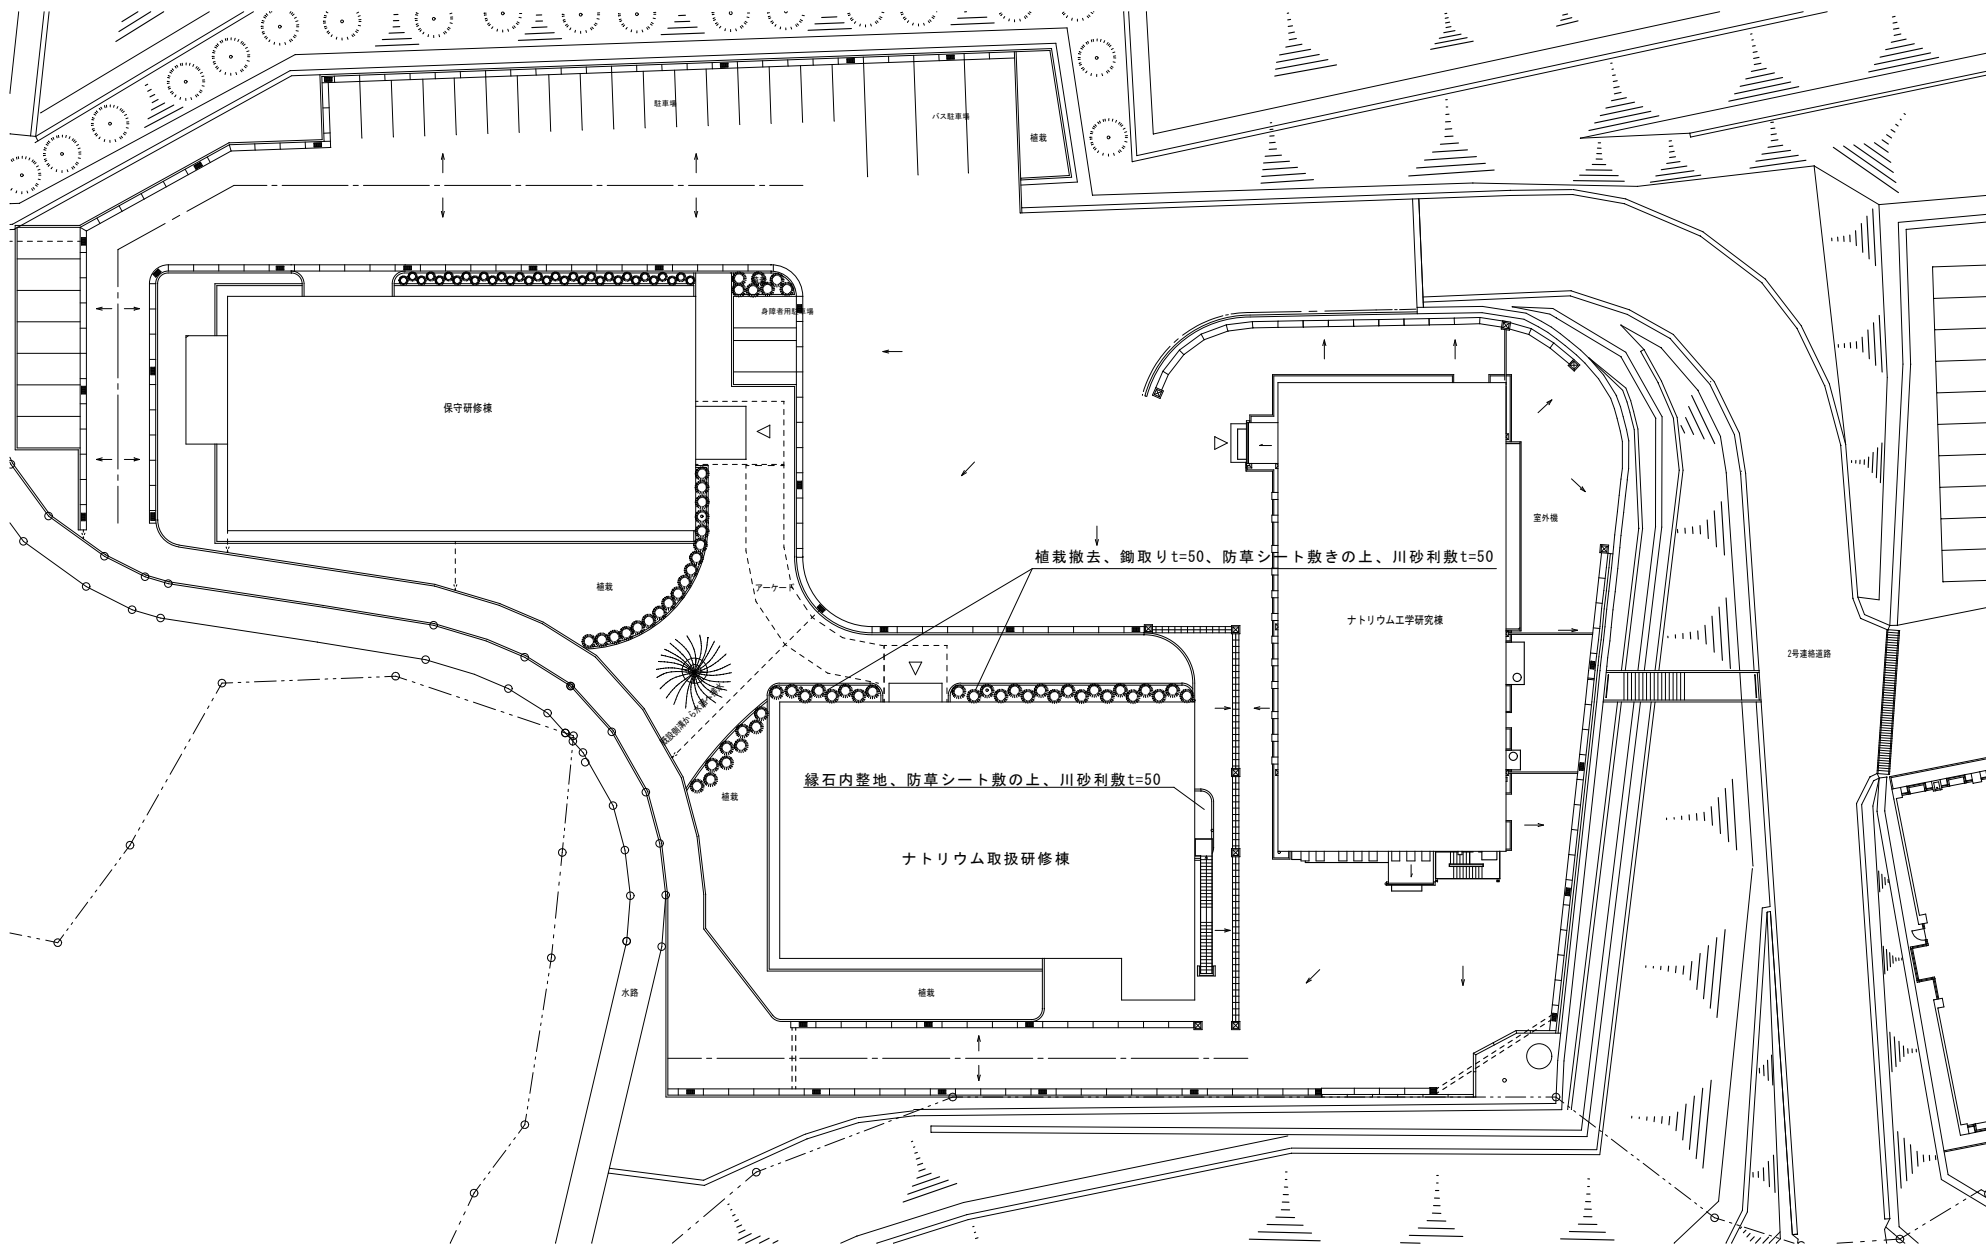 駐車場
バス駐車場
植栽
身障者用駐車場
保守研修棟
室外機
植栽撤去、鋤取りt=50、防草シート敷きの上、川砂利敷t=50
植栽
アーケード
ナトリウム工学研究棟
2号連絡道路
縁石内整地、防草シート敷の上、川砂利敷t=50
植栽
ナトリウム取扱研修棟
水路
植栽